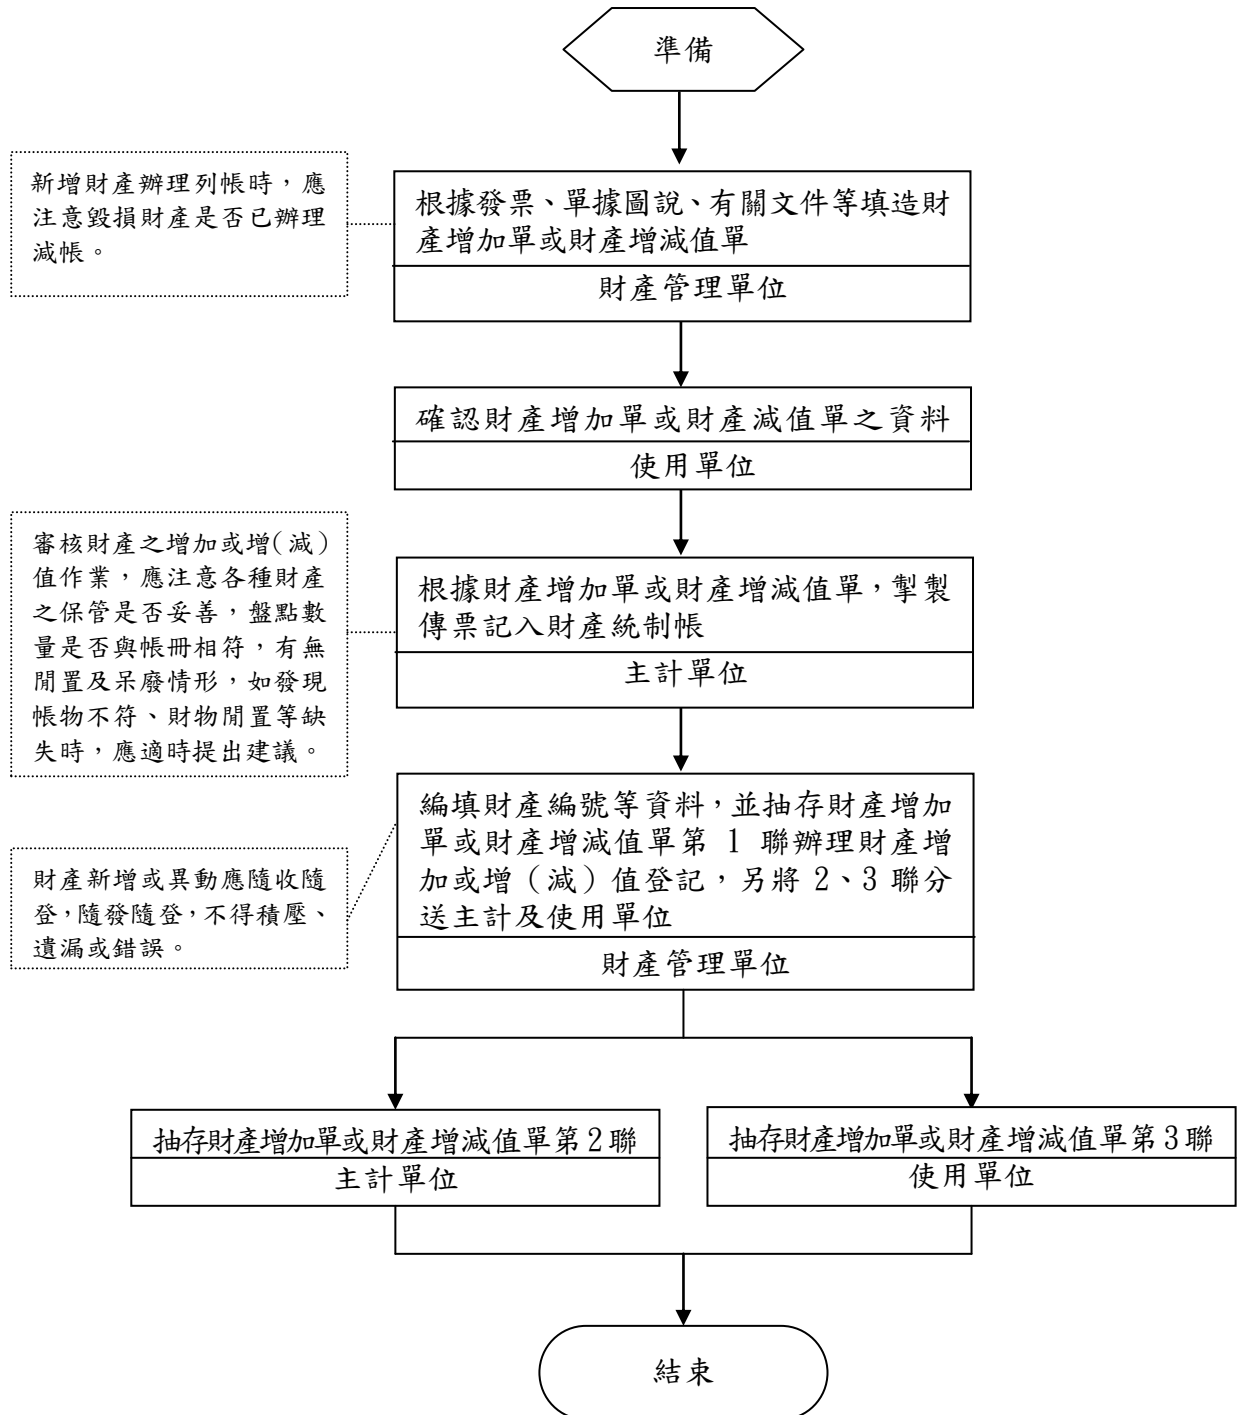 準備
新增財產辦理列帳時，應
注意毀損財產是否已辦理
減帳。
根據發票、單據圖說、有關文件等填造財
產增加單或財產增減值單
財產管理單位
確認財產增加單或財產減值單之資料
使用單位
審核財產之增加或增(減)
值作業，應注意各種財產
之保管是否妥善，盤點數
量是否與帳冊相符，有無
閒置及呆廢情形，如發現
帳物不符、財物閒置等缺
失時，應適時提出建議。
根據財產增加單或財產增減值單，掣製
傳票記入財產統制帳
主計單位
財產新增或異動應隨收隨
登，隨發隨登，不得積壓、
遺漏或錯誤。
編填財產編號等資料，並抽存財產增加
單或財產增減值單第 1 聯辦理財產增
加或增（減）值登記，另將 2、3 聯分
送主計及使用單位
財產管理單位
抽存財產增加單或財產增減值單第2聯
主計單位
抽存財產增加單或財產增減值單第3聯
使用單位
結束